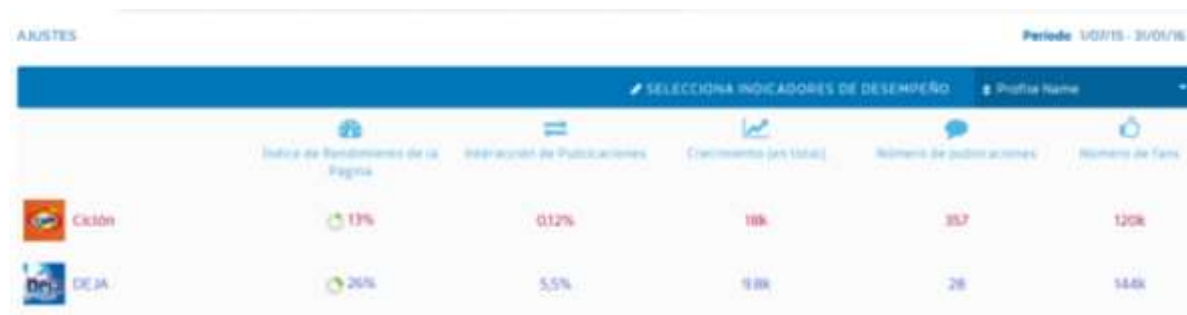 AJUSTES
Periodo 1/07/15 - 31/01/16
SELECCIONA INDICADORES DE DESEMPEÑO
Profile Name
Índice de Rendimiento de la
Página
Interacción de Publicaciones
Crecimiento (en total)
Número de publicaciones
Número de fans
Ciclón 13% 0,12% 18k 357 120k
Deja DEJA 26% 5,5% 9.8k 28 144k